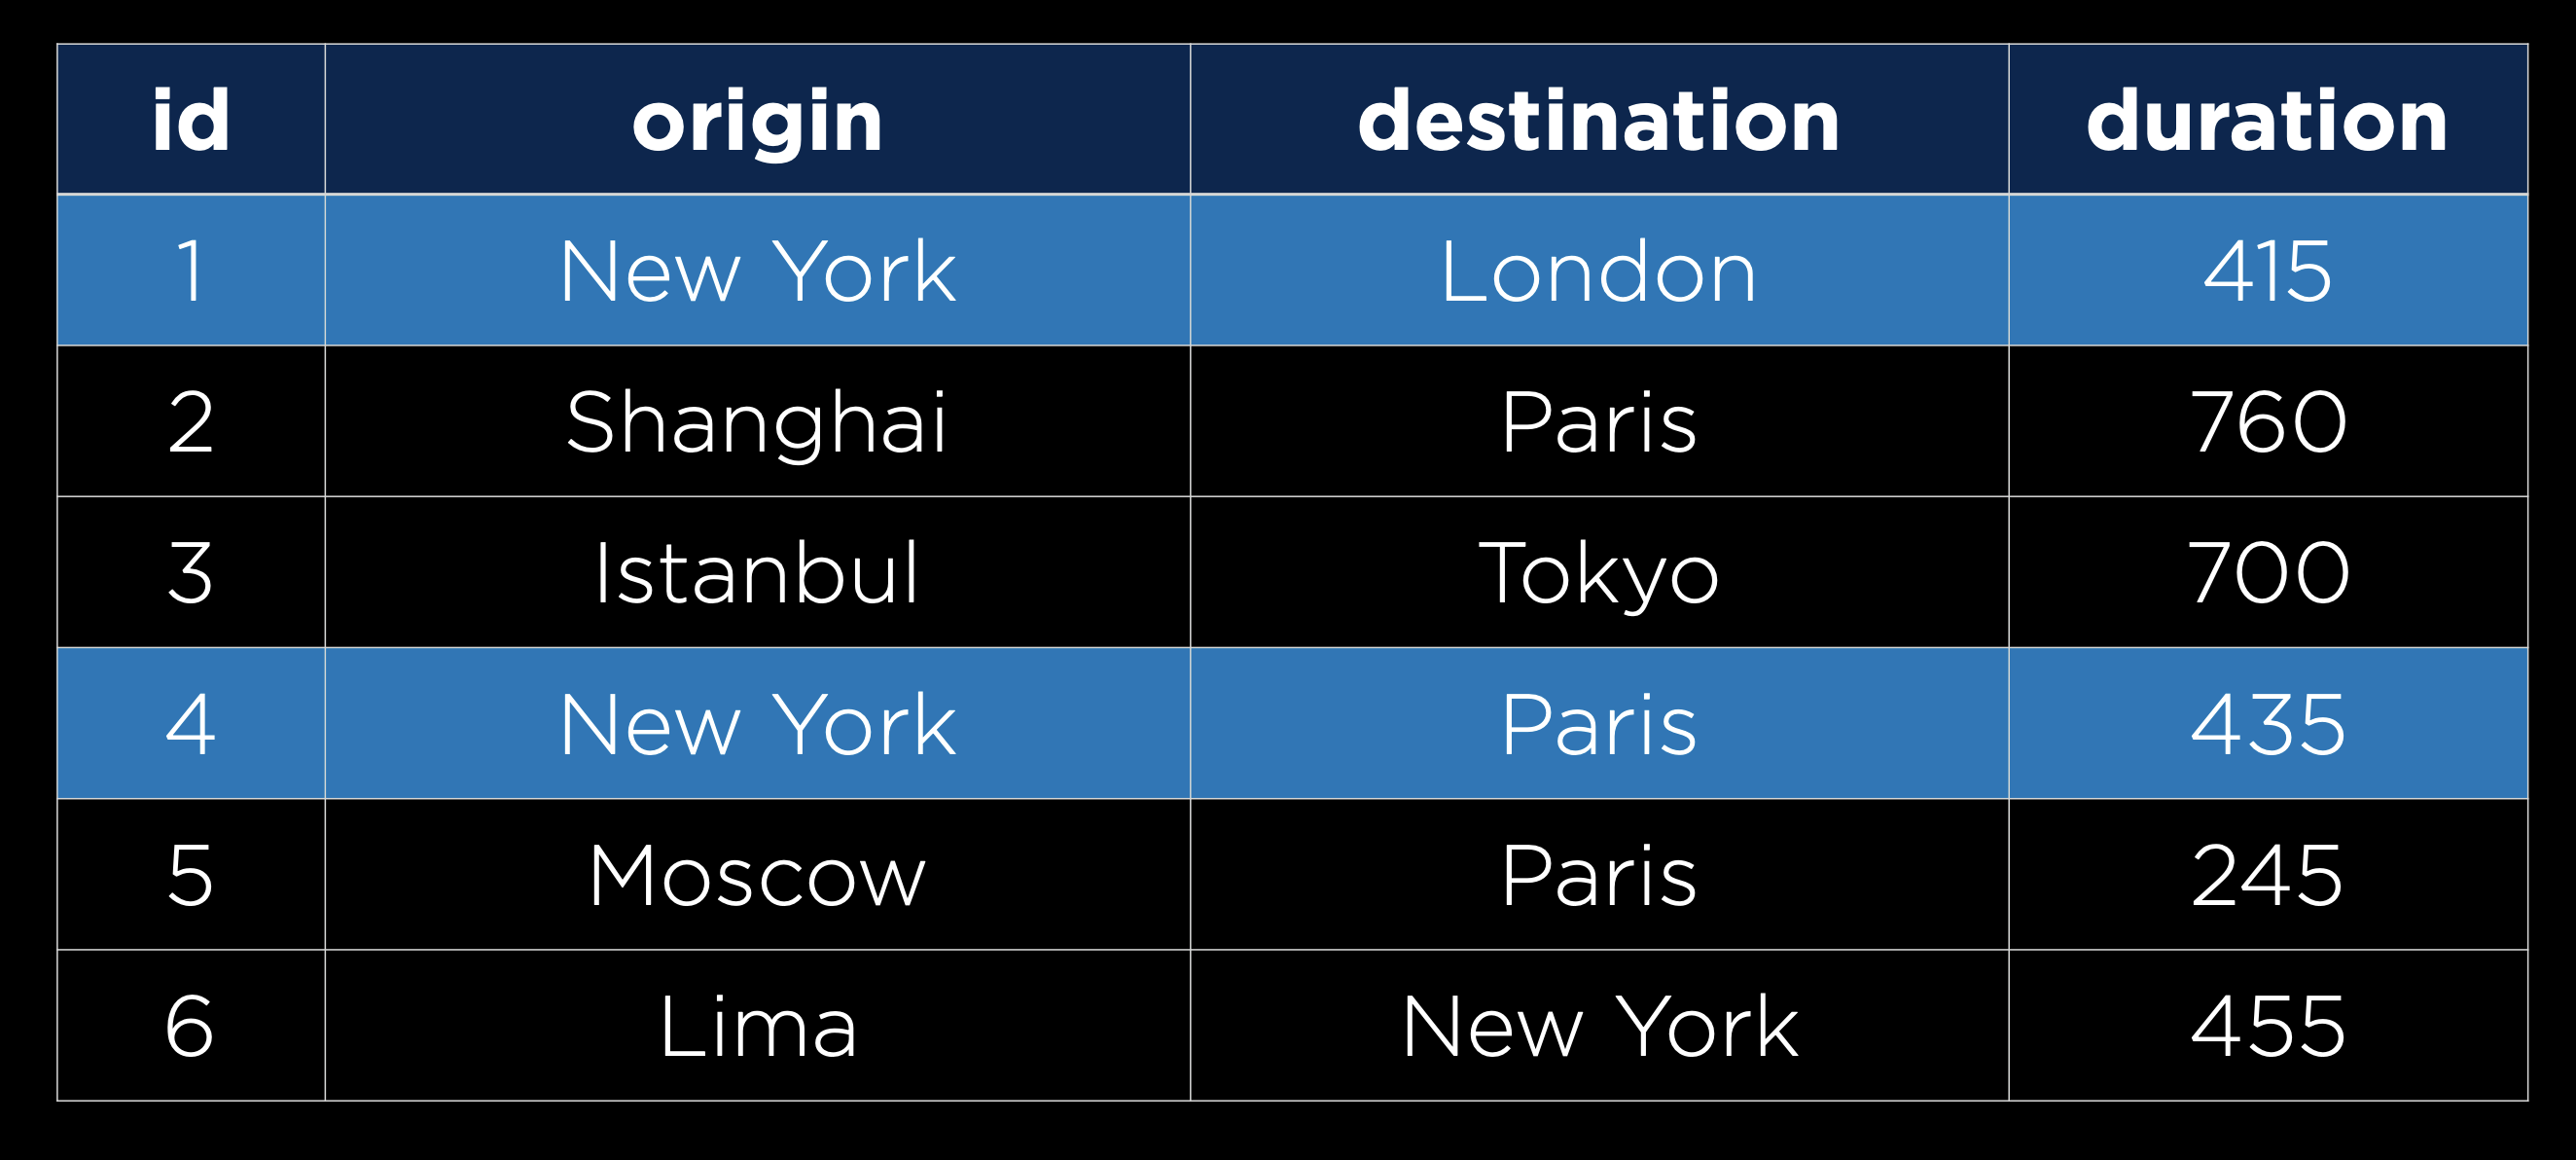 id origin destination duration
1 New York London 415
2 Shanghai Paris 760
3 Istanbul Tokyo 700
4 New York Paris 435
5 Moscow Paris 245
6 Lima New York 455